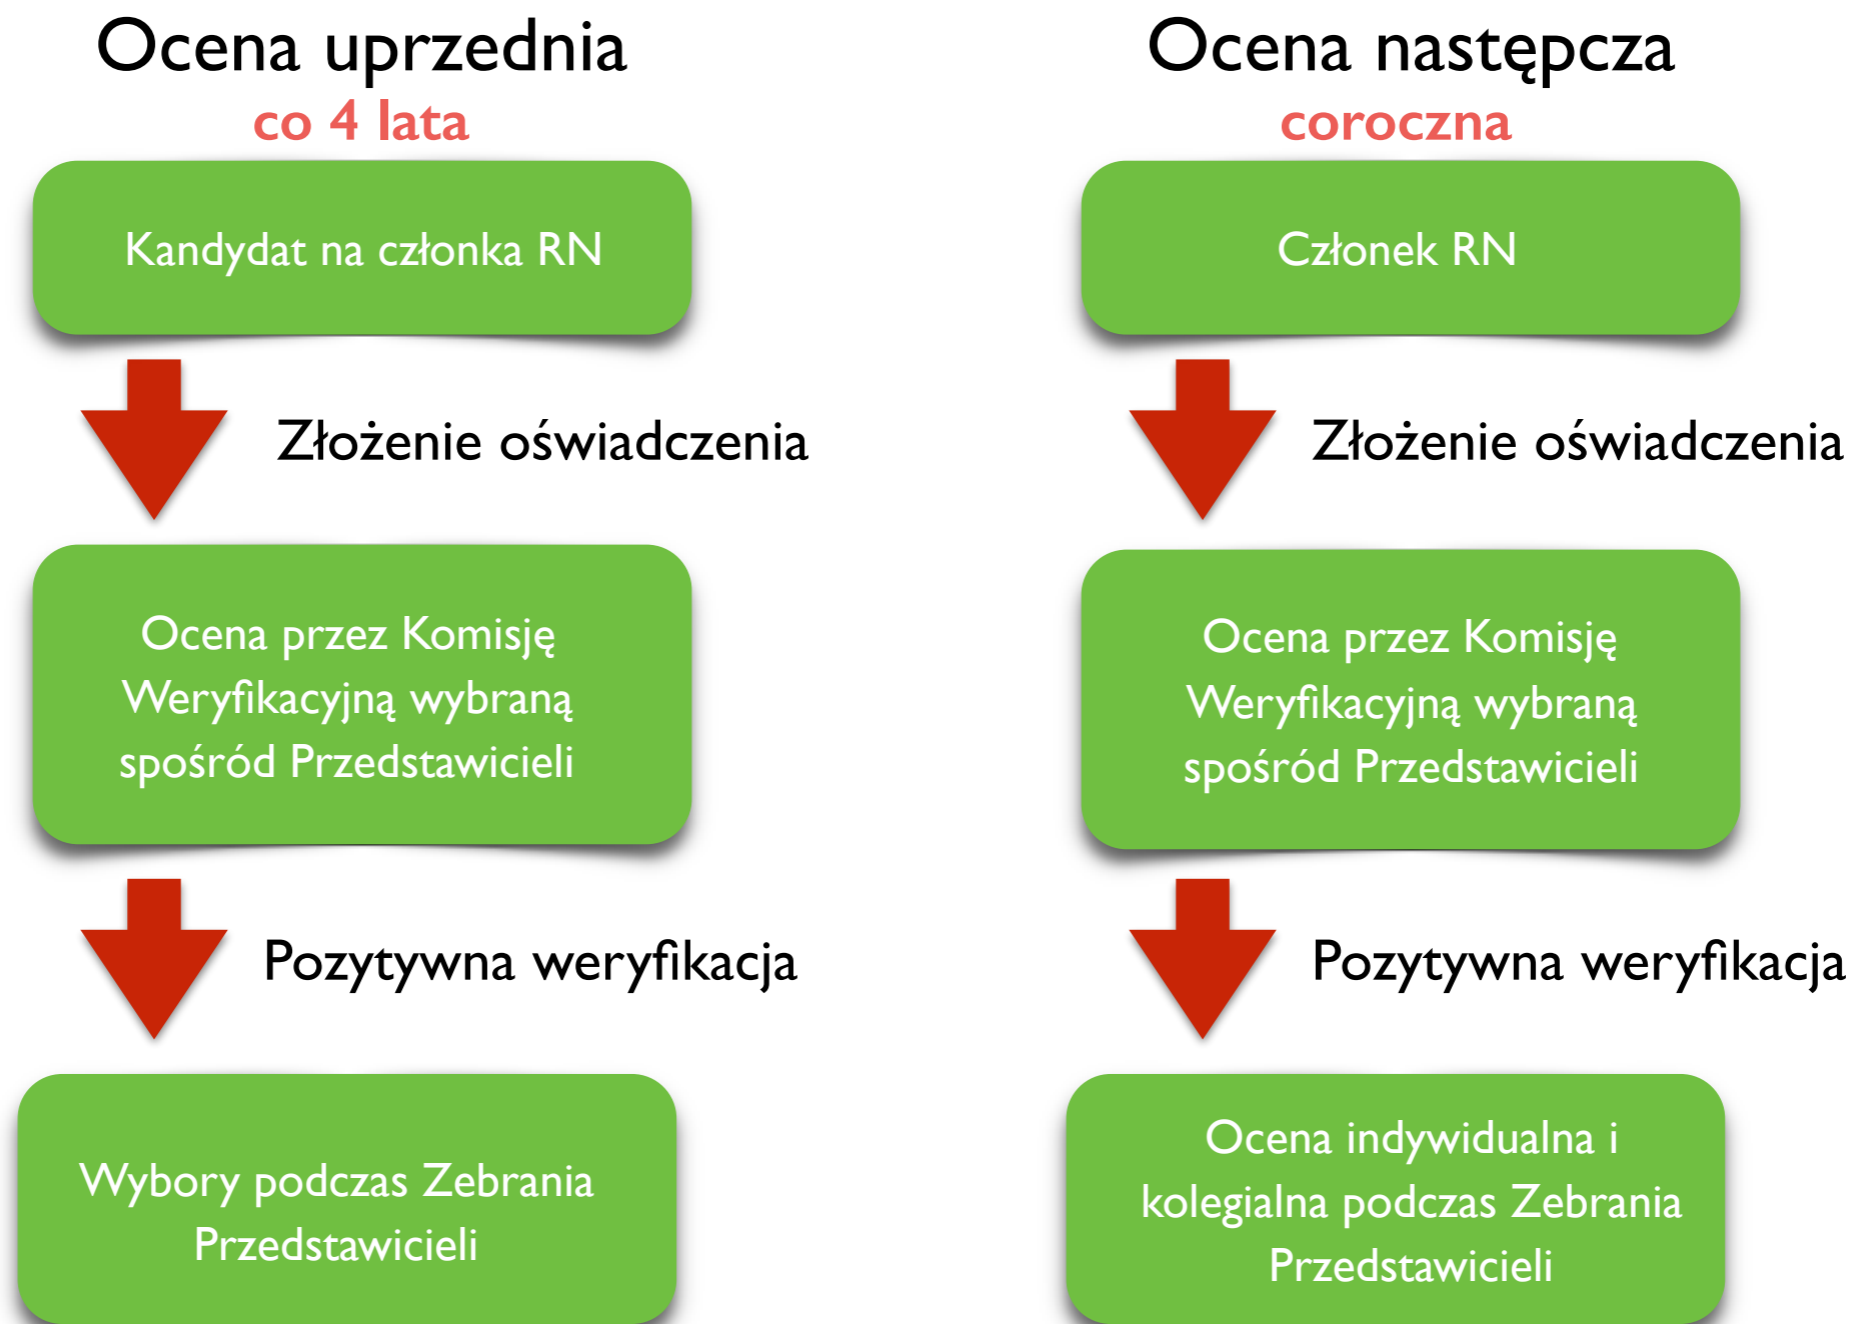 Ocena uprzednia
co 4 lata
Kandydat na członka RN
Złożenie oświadczenia
Ocena przez Komisję
Weryfikacyjną wybraną
spośród Przedstawicieli
Pozytywna weryfikacja
Wybory podczas Zebrania
Przedstawicieli
Ocena następcza
coroczna
Członek RN
Złożenie oświadczenia
Ocena przez Komisję
Weryfikacyjną wybraną
spośród Przedstawicieli
Pozytywna weryfikacja
Ocena indywidualna i
kolegialna podczas Zebrania
Przedstawicieli